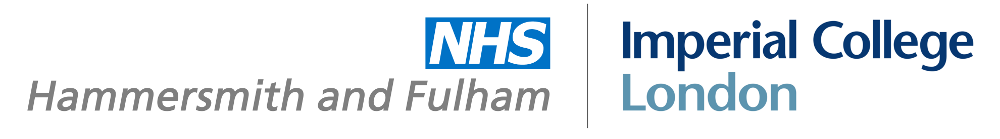 NHS
Hammersmith and Fulham
Imperial College
London